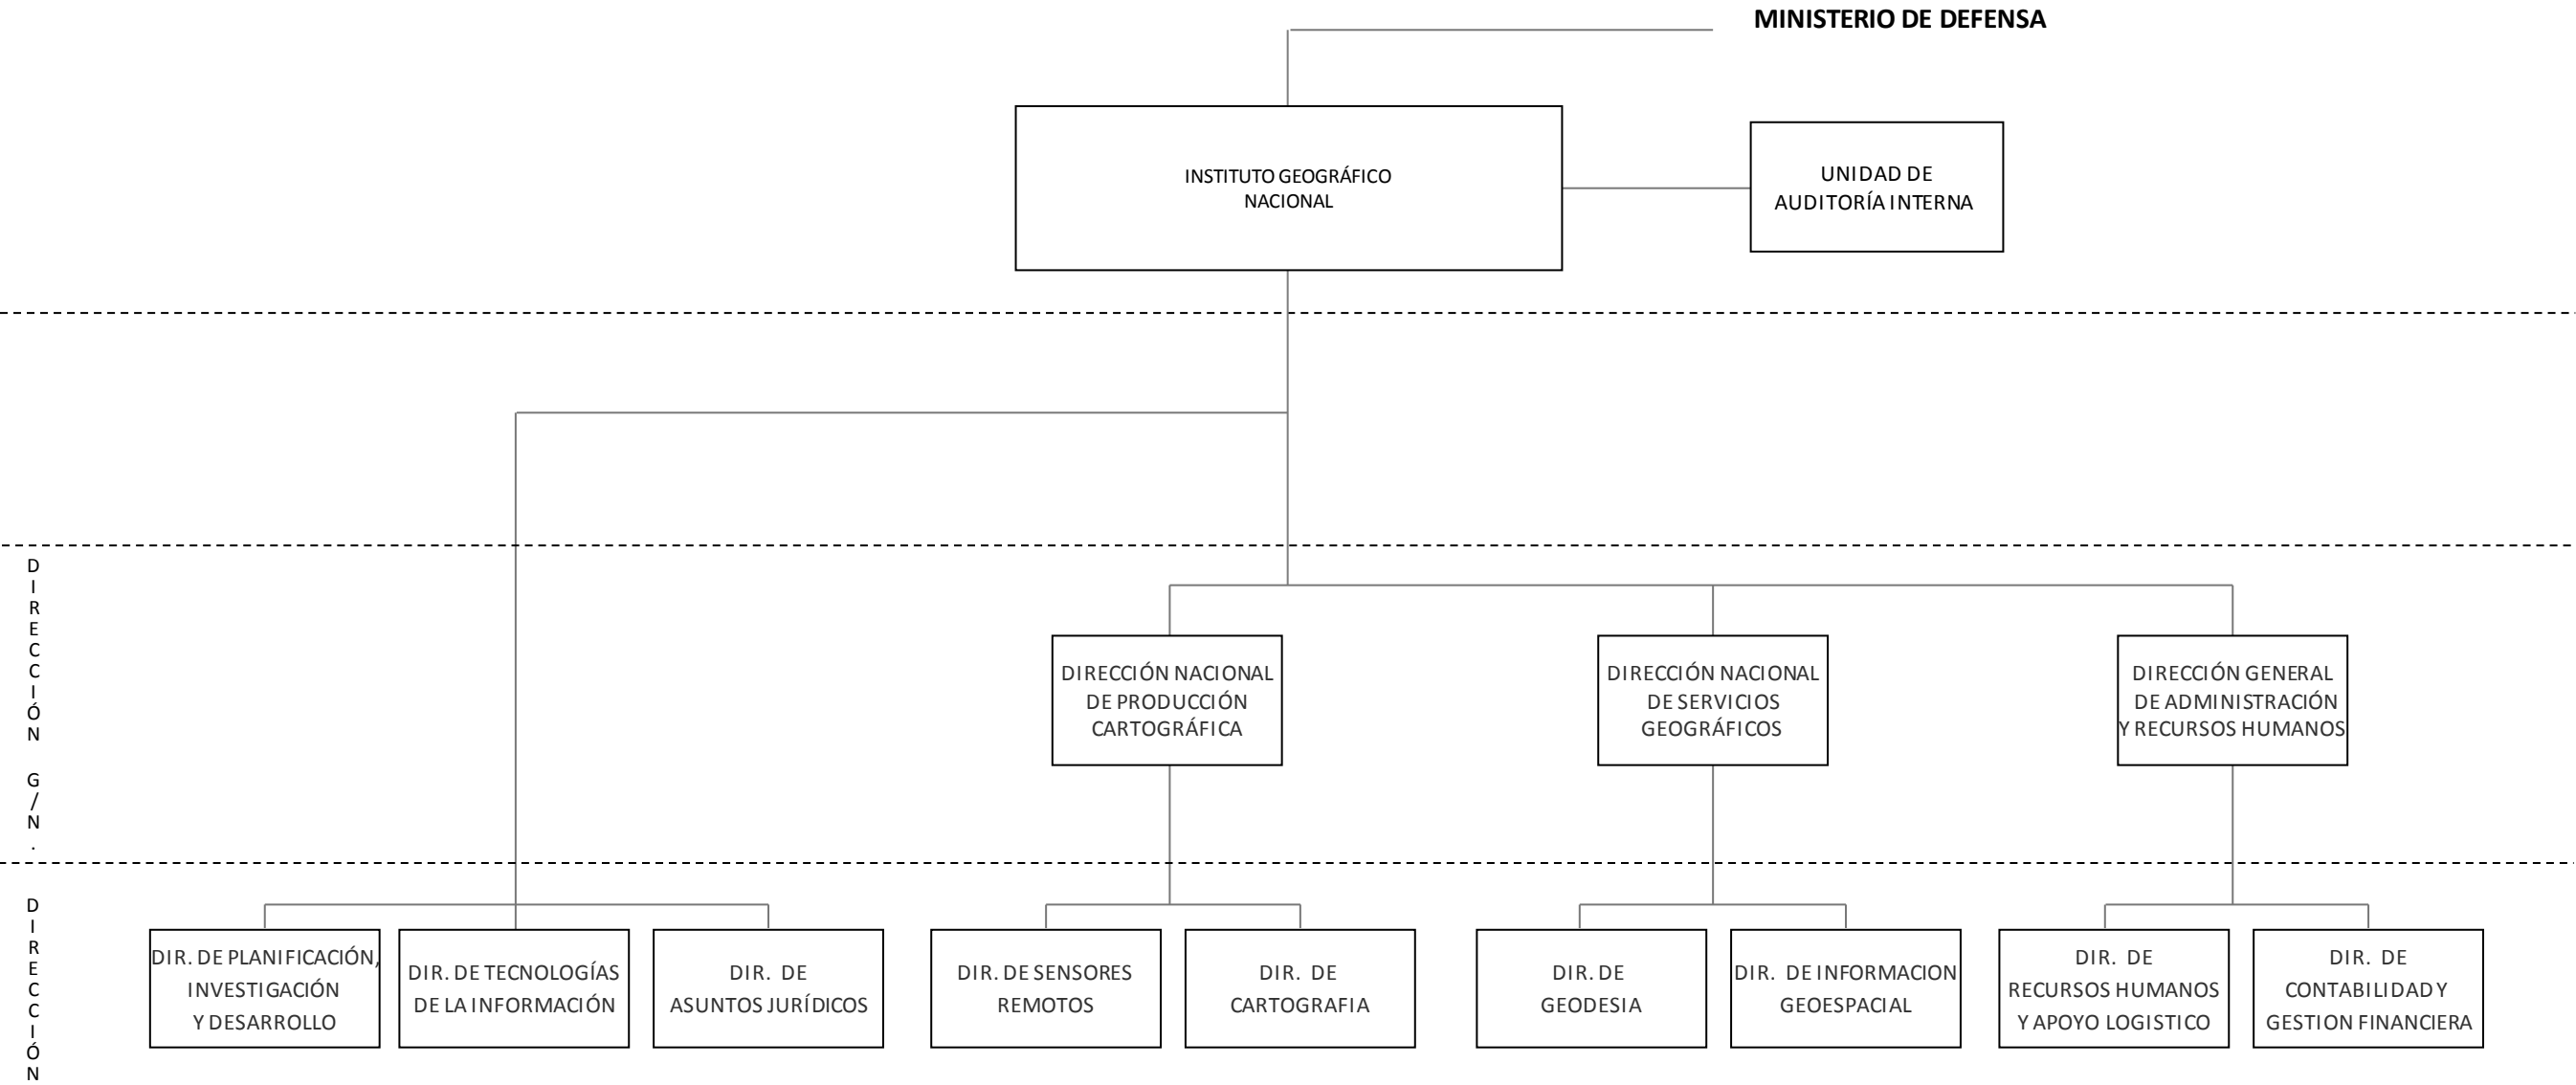 MINISTERIO DE DEFENSA
INSTITUTO GEOGRÁFICO
NACIONAL
UNIDAD DE
AUDITORÍA INTERNA
DIRECCIÓN G/N.
DIRECCIÓN NACIONAL
DE PRODUCCIÓN
CARTOGRÁFICA
DIRECCIÓN NACIONAL
DE SERVICIOS
GEOGRÁFICOS
DIRECCIÓN GENERAL
DE ADMINISTRACIÓN
Y RECURSOS HUMANOS
DIRECCIÓN
DIR. DE PLANIFICACIÓN,
INVESTIGACIÓN
Y DESARROLLO
DIR. DE TECNOLOGÍAS
DE LA INFORMACIÓN
DIR. DE
ASUNTOS JURÍDICOS
DIR. DE SENSORES
REMOTOS
DIR. DE
CARTOGRAFIA
DIR. DE
GEODESIA
DIR. DE INFORMACION
GEOESPACIAL
DIR. DE
RECURSOS HUMANOS
Y APOYO LOGISTICO
DIR. DE
CONTABILIDAD Y
GESTION FINANCIERA